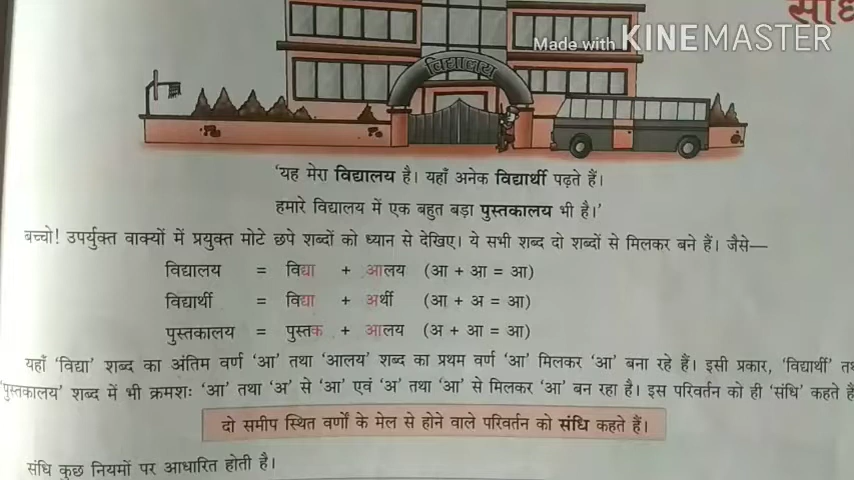 संधि
Made with KINEMASTER
विद्यालय
‘यह मेरा विद्यालय है। यहाँ अनेक विद्यार्थी पढ़ते हैं।
हमारे विद्यालय में एक बहुत बड़ा पुस्तकालय भी है।’
बच्चो! उपर्युक्त वाक्यों में प्रयुक्त मोटे छपे शब्दों को ध्यान से देखिए। ये सभी शब्द दो शब्दों से मिलकर बने हैं। जैसे—
विद्यालय = विद्या + आलय (आ + आ = आ)
विद्यार्थी = विद्या + अर्थी (आ + अ = आ)
पुस्तकालय = पुस्तक + आलय (अ + आ = आ)
यहाँ ‘विद्या’ शब्द का अंतिम वर्ण ‘आ’ तथा ‘आलय’ शब्द का प्रथम वर्ण ‘आ’ मिलकर ‘आ’ बना रहे हैं। इसी प्रकार, ‘विद्यार्थी’
‘पुस्तकालय’ शब्द में भी क्रमशः ‘आ’ तथा ‘अ’ से ‘आ’ एवं ‘अ’ तथा ‘आ’ से मिलकर ‘आ’ बन रहा है। इस परिवर्तन को ही ‘संधि’ कहते हैं
दो समीप स्थित वर्णों के मेल से होने वाले परिवर्तन को संधि कहते हैं।
संधि कुछ नियमों पर आधारित होती है।